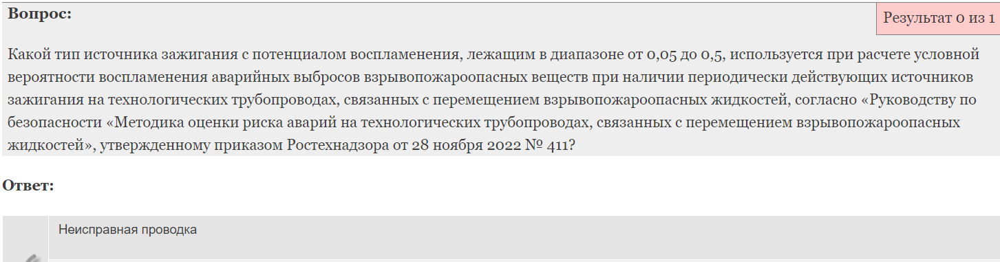 Вопрос:
Результат 0 из 1
Какой тип источника зажигания с потенциалом воспламенения, лежащим в диапазоне от 0,05 до 0,5, используется при расчете условной
вероятности воспламенения аварийных выбросов взрывопожароопасных веществ при наличии периодически действующих источников
зажигания на технологических трубопроводах, связанных с перемещением взрывопожароопасных жидкостей, согласно «Руководству по
безопасности «Методика оценки риска аварий на технологических трубопроводах, связанных с перемещением взрывопожароопасных
жидкостей», утвержденному приказом Ростехнадзора от 28 ноября 2022 № 411?
Ответ:
Неисправная проводка